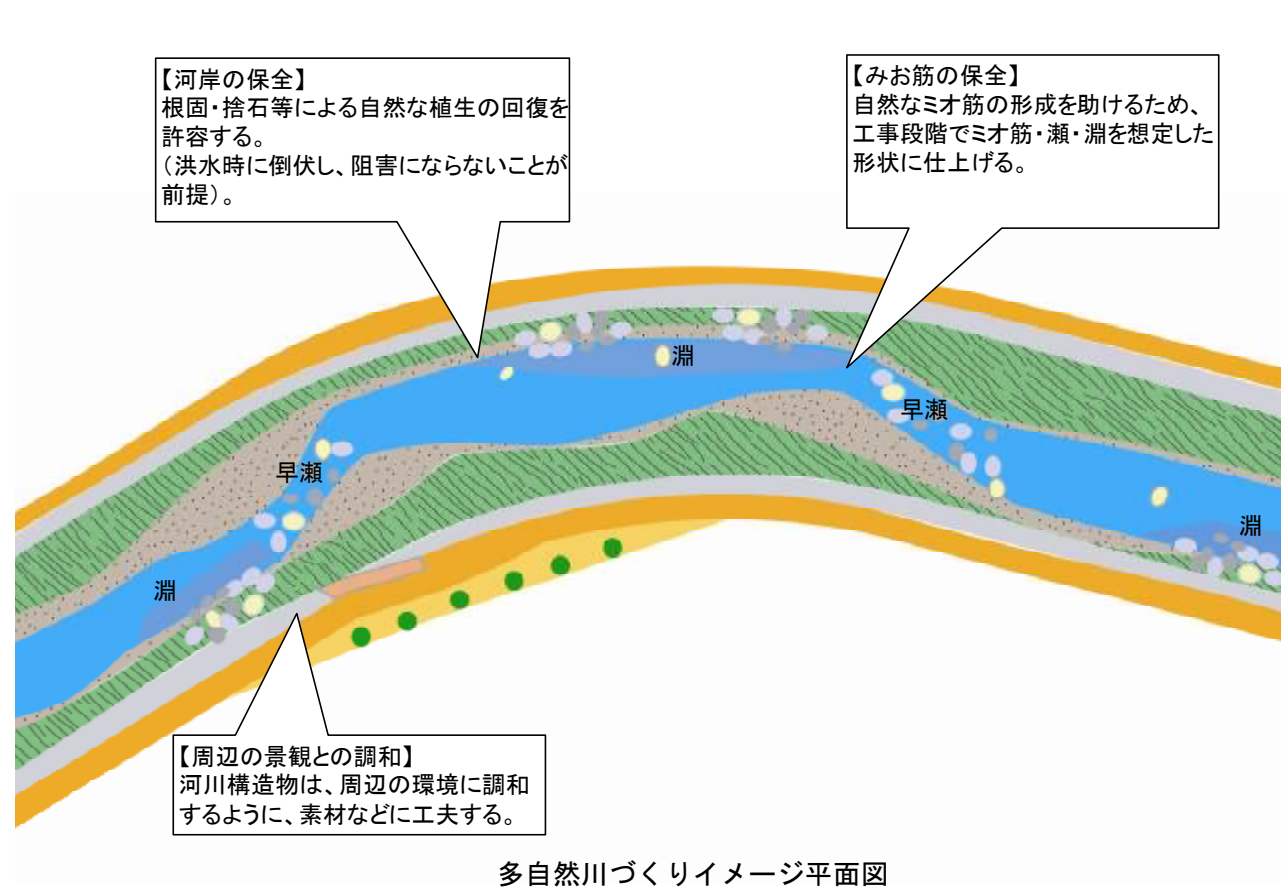 【河岸の保全】
根固・捨石等による自然な植生の回復を
許容する。
（洪水時に倒伏し、阻害にならないことが
前提）。
【みお筋の保全】
自然なミオ筋の形成を助けるため、
工事段階でミオ筋・瀬・淵を想定した
形状に仕上げる。
淵
早瀬
早瀬
淵
淵
【周辺の景観との調和】
河川構造物は、周辺の環境に調和
するように、素材などに工夫する。
多自然川づくりイメージ平面図